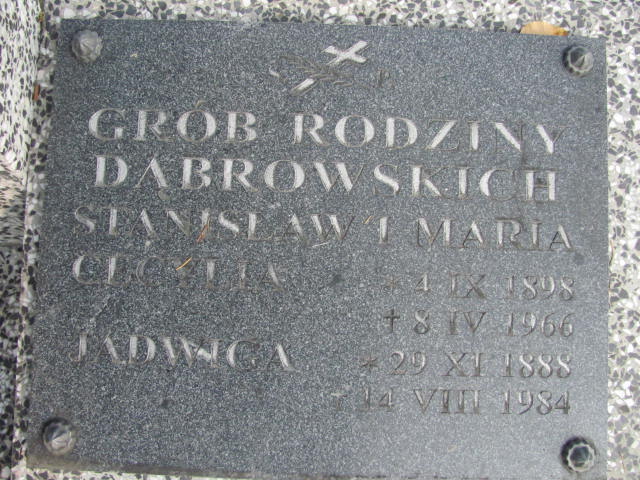 GRÓB RODZINY
DĄBROWSKICH
STANISŁAW I MARIA
CECYLIA + 4 IX 1898
+ 8 IV 1966
JADWIGA * 29 XI 1888
14 VIII 1984